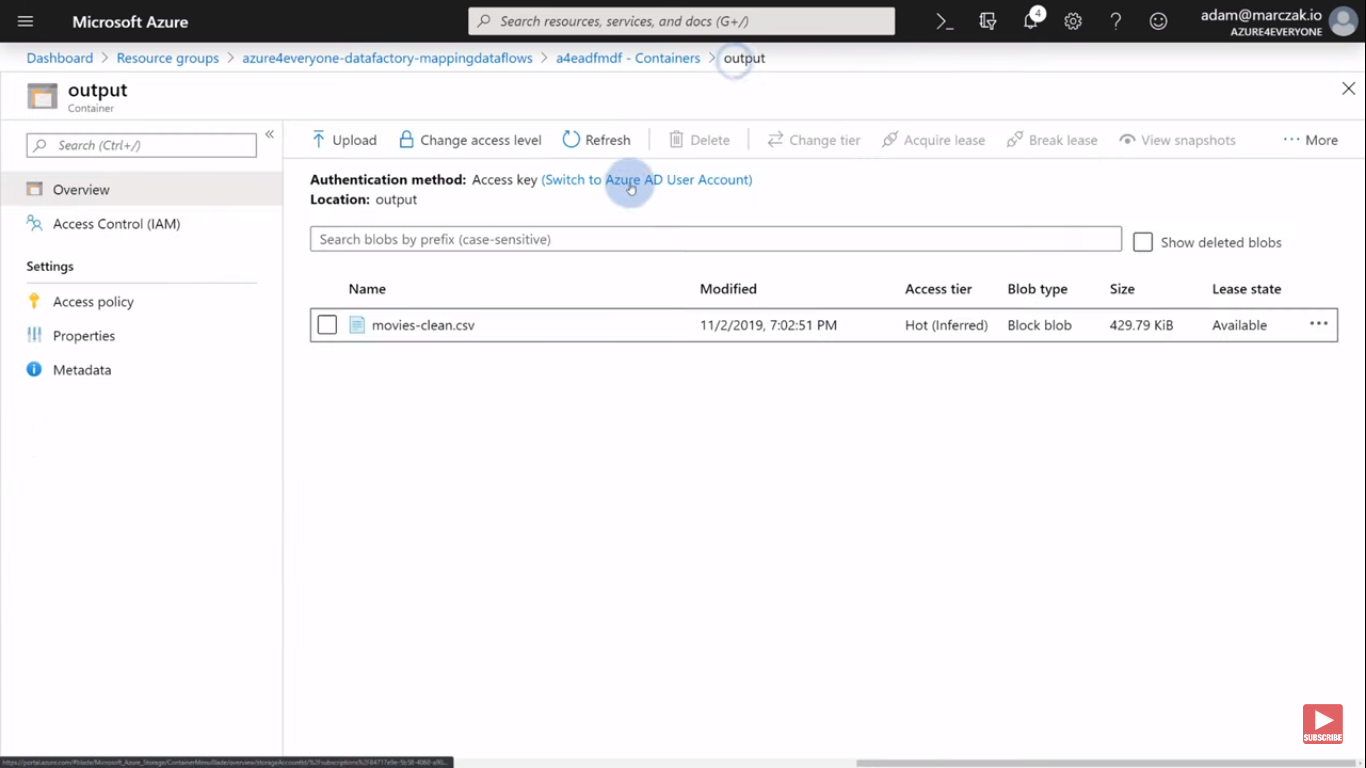 Microsoft Azure
Search resources, services, and docs (G+/)
4
adam@marczak.io
AZURE4EVERYONE
Dashboard > Resource groups > azure4everyone-datafactory-mappingdataflows > a4eadfmdf - Containers > output
output
Container
Search (Ctrl+/)
Upload Change access level Refresh Delete Change tier Acquire lease Break lease View snapshots ··· More
Overview
Access Control (IAM)
Settings
Access policy
Properties
Metadata
Authentication method: Access key (Switch to Azure AD User Account)
Location: output
Search blobs by prefix (case-sensitive)
Show deleted blobs
Name Modified Access tier Blob type Size Lease state
movies-clean.csv 11/2/2019, 7:02:51 PM Hot (Inferred) Block blob 429.79 KiB Available ···
SUBSCRIBE